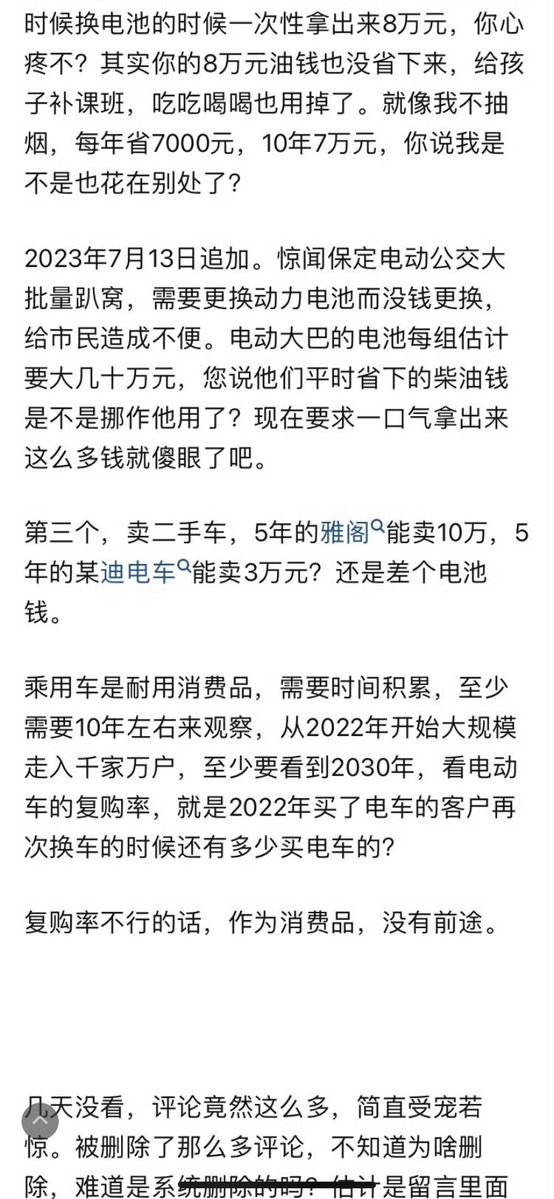 时候换电池的时候一次性拿出来8万元，你心
疼不？其实你的8万元油钱也没省下来，给孩
子补课班，吃吃喝喝也用掉了。就像我不抽
烟，每年省7000元，10年7万元，你说我是
不是也花在别处了？
2023年7月13日追加。惊闻保定电动公交大
批量趴窝，需要更换动力电池而没钱更换，
给市民造成不便。电动大巴的电池每组估计
要大几十万元，您说他们平时省下的柴油钱
是不是挪作他用了？现在要求一口气拿出来
这么多钱就傻眼了吧。
第三个，卖二手车，5年的雅阁能卖10万，5
年的某迪电车能卖3万元？还是差个电池
钱。
乘用车是耐用消费品，需要时间积累，至少
需要10年左右来观察，从2022年开始大规模
走入千家万户，至少要看到2030年，看电动
车的复购率，就是2022年买了电车的客户再
次换车的时候还有多少买电车的？
复购率不行的话，作为消费品，没有前途。
几天没看，评论竟然这么多，简直受宠若
惊。被删除了那么多评论，不知道为啥删
除，难道是系统删除的吗？估计是留言里面